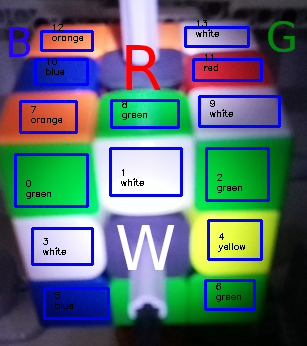 12
orange
13
white
B
G
R
10
blue
11
red
7
orange
8
green
9
white
0
green
1
white
2
green
3
white
W
4
yellow
5
blue
6
green